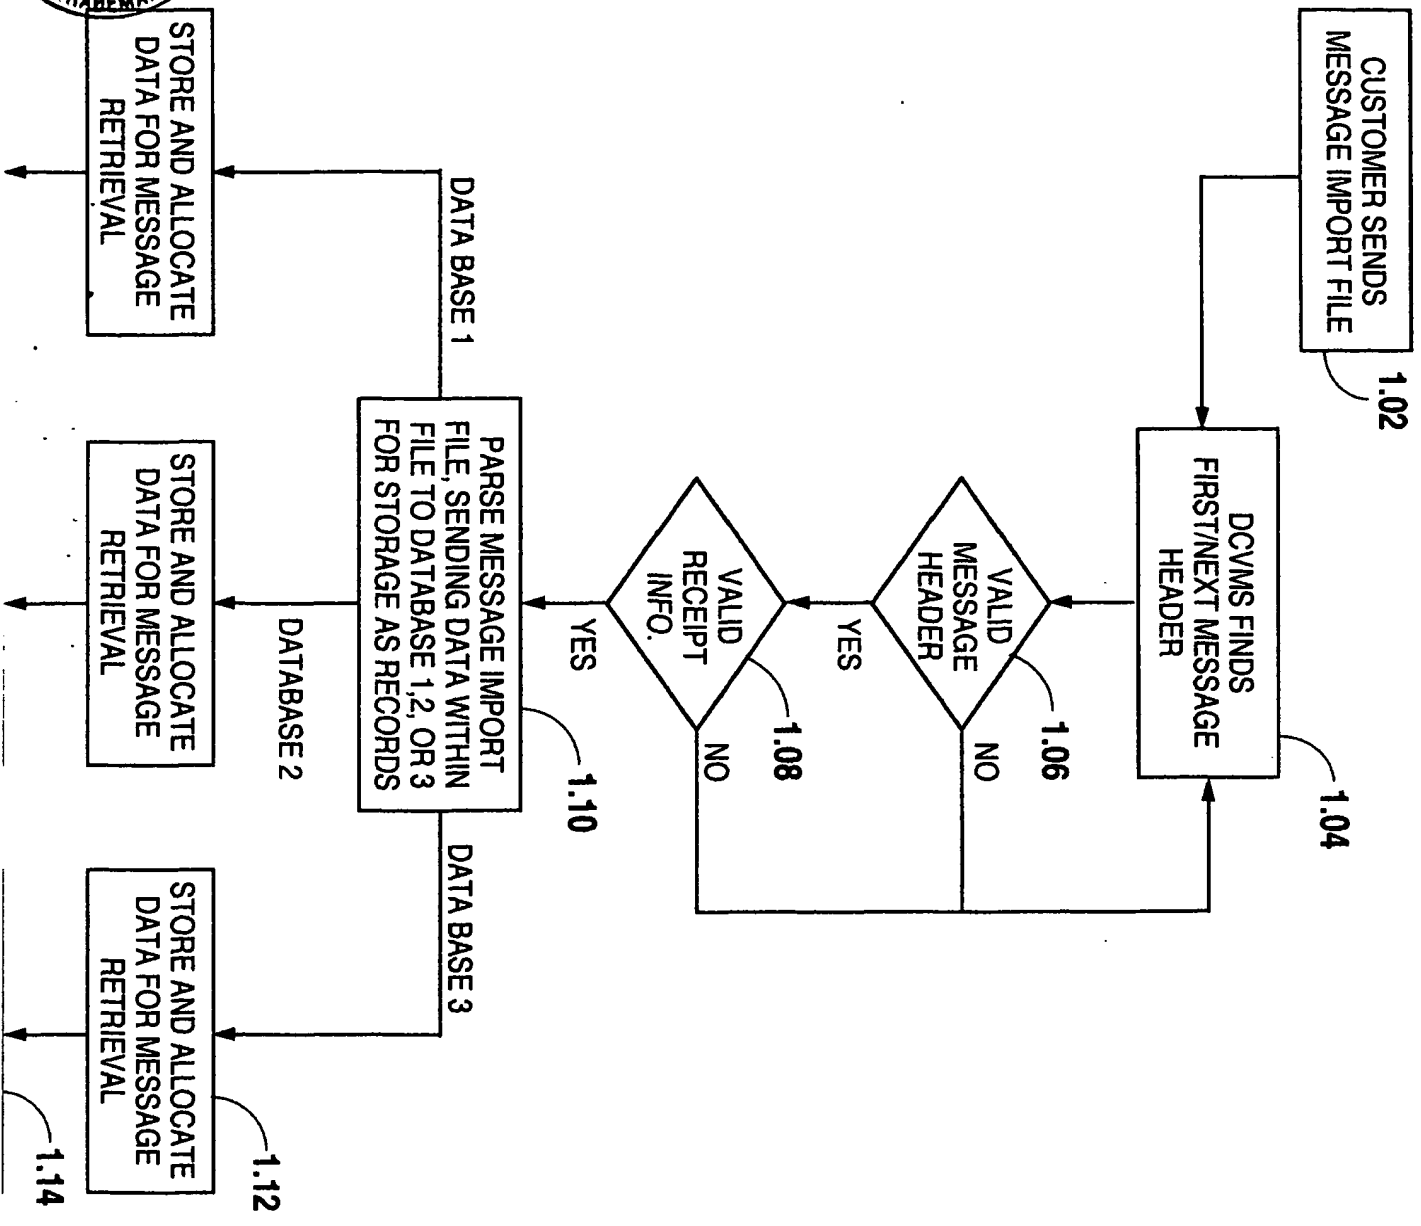 CUSTOMER SENDS
MESSAGE IMPORT FILE
1.02
DCVMS FINDS
FIRST/NEXT MESSAGE
HEADER
1.04
VALID
MESSAGE
HEADER
1.06
NO
YES
VALID
RECEIPT
INFO.
1.08
NO
YES
PARSE MESSAGE IMPORT
FILE, SENDING DATA WITHIN
FILE TO DATABASE 1,2, OR 3
FOR STORAGE AS RECORDS
1.10
DATA BASE 1
DATABASE 2
DATA BASE 3
STORE AND ALLOCATE
DATA FOR MESSAGE
RETRIEVAL
STORE AND ALLOCATE
DATA FOR MESSAGE
RETRIEVAL
STORE AND ALLOCATE
DATA FOR MESSAGE
RETRIEVAL
1.12
1.14